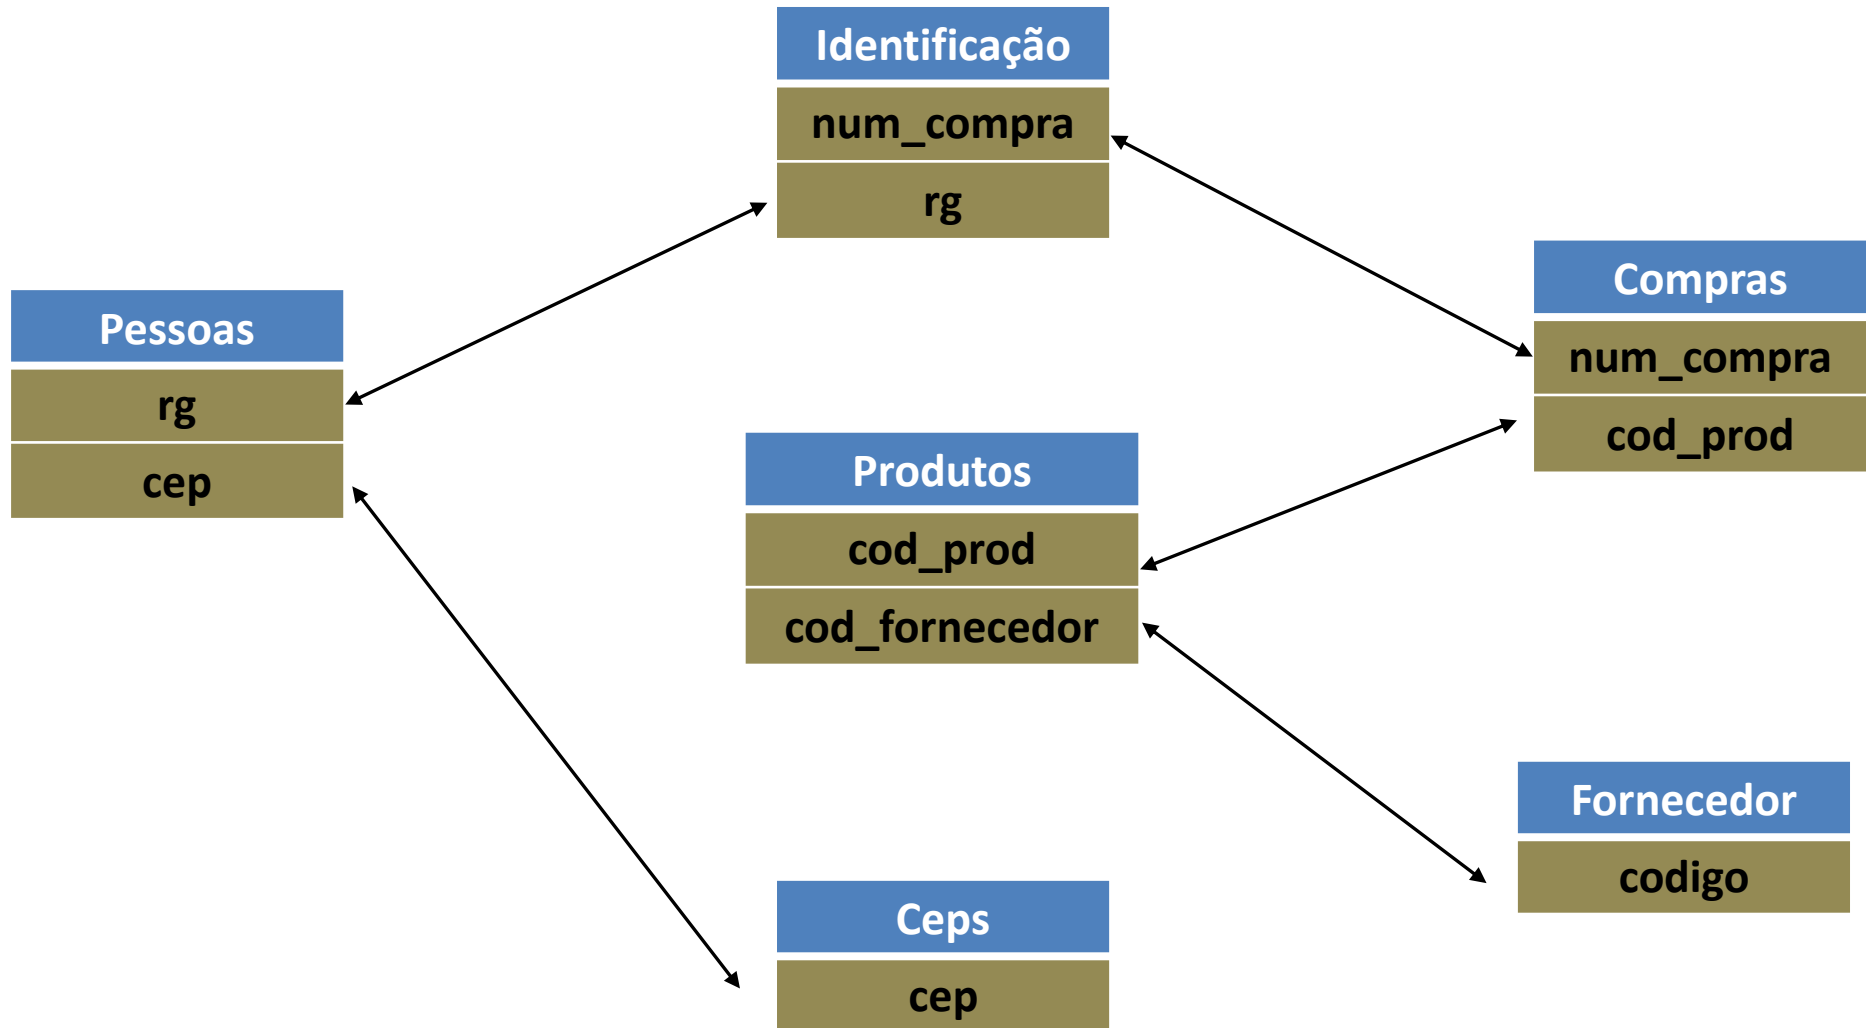 Identificação
num_compra
rg
Pessoas
rg
cep
Compras
num_compra
cod_prod
Produtos
cod_prod
cod_fornecedor
Fornecedor
codigo
Ceps
cep